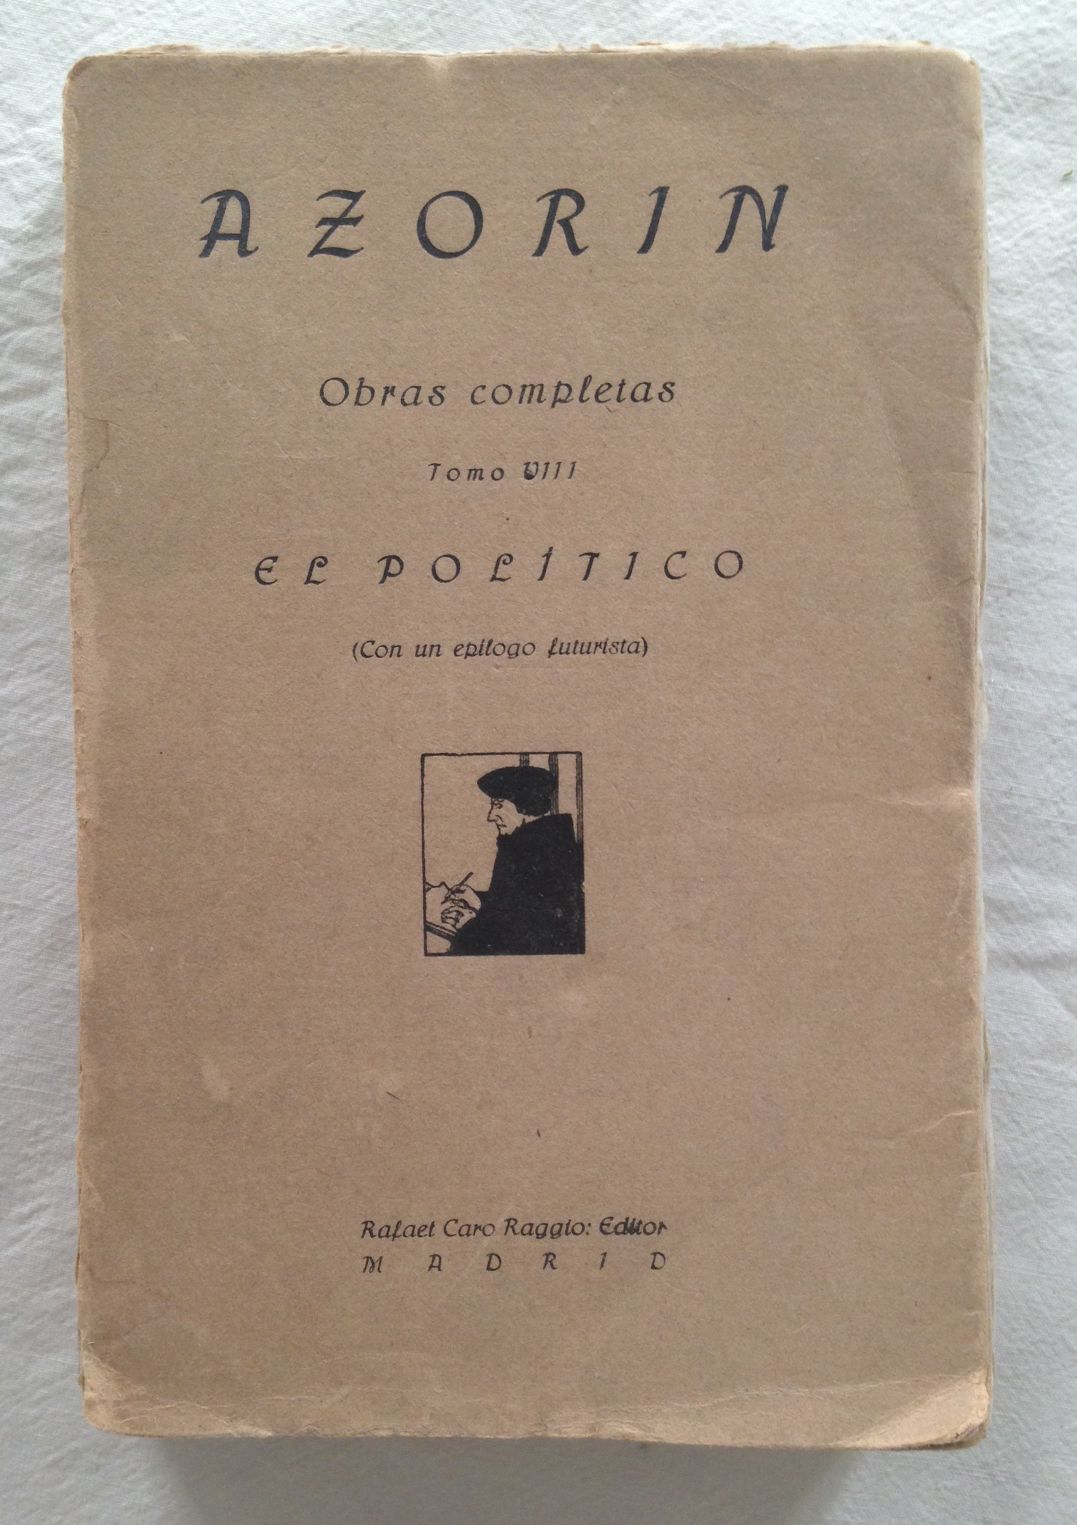 AZORIN
Obras completas
Tomo VIII
EL POLÍTICO
(Con un epílogo futurista)
Rafael Caro Raggio: Editor
MADRID